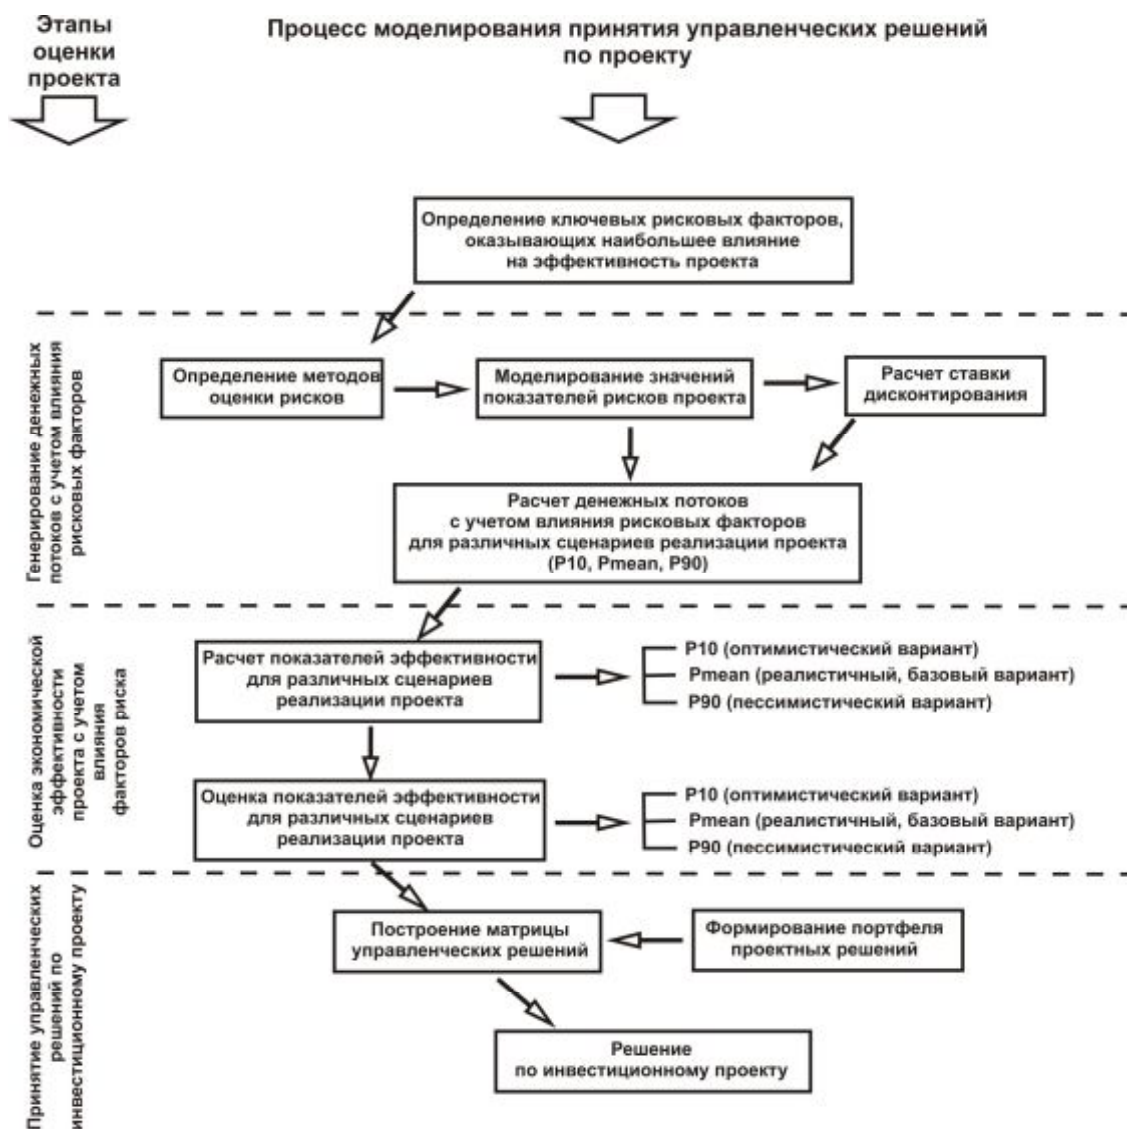 Этапы
оценки
проекта
Процесс моделирования принятия управленческих решений
по проекту
Определение ключевых рисковых факторов,
оказывающих наибольшее влияние
на эффективность проекта
Генерирование денежных
потоков с учетом влияния
рисковых факторов
Определение методов
оценки рисков
Моделирование значений
показателей рисков проекта
Расчет ставки
дисконтирования
Расчет денежных потоков
с учетом влияния рисковых факторов
для различных сценариев реализации проекта
(P10, Pmean, P90)
Оценка экономической
эффективности
проекта с учетом
влияния
факторов риска
Расчет показателей эффективности
для различных сценариев
реализации проекта
P10 (оптимистический вариант)
Pmean (реалистичный, базовый вариант)
P90 (пессимистический вариант)
Оценка показателей эффективности
для различных сценариев
реализации проекта
P10 (оптимистический вариант)
Pmean (реалистичный, базовый вариант)
P90 (пессимистический вариант)
Принятие управленческих
решений по
инвестиционному проекту
Построение матрицы
управленческих решений
Формирование портфеля
проектных решений
Решение
по инвестиционному проекту